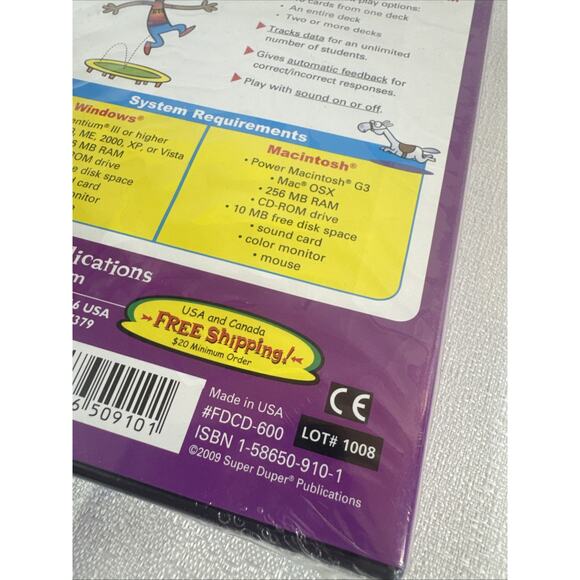 play options:
cards from one deck
• An entire deck
• Two or more decks
Tracks data for an unlimited
number of students.
Gives automatic feedback for
correct/incorrect responses.
Play with sound on or off.
System Requirements
Windows®
III or higher
ME, 2000, XP, or Vista
MB RAM
drive
free disk space
card
monitor
Macintosh®
• Power Macintosh® G3
• Mac® OSX
• 256 MB RAM
• CD-ROM drive
• 10 MB free disk space
• sound card
• color monitor
• mouse
6 USA
USA and Canada
FREE Shipping!
$20 Minimum Order
6 509101
Made in USA
#FDCD-600
ISBN 1-58650-910-1
©2009 Super Duper® Publications
CE
LOT# 1008